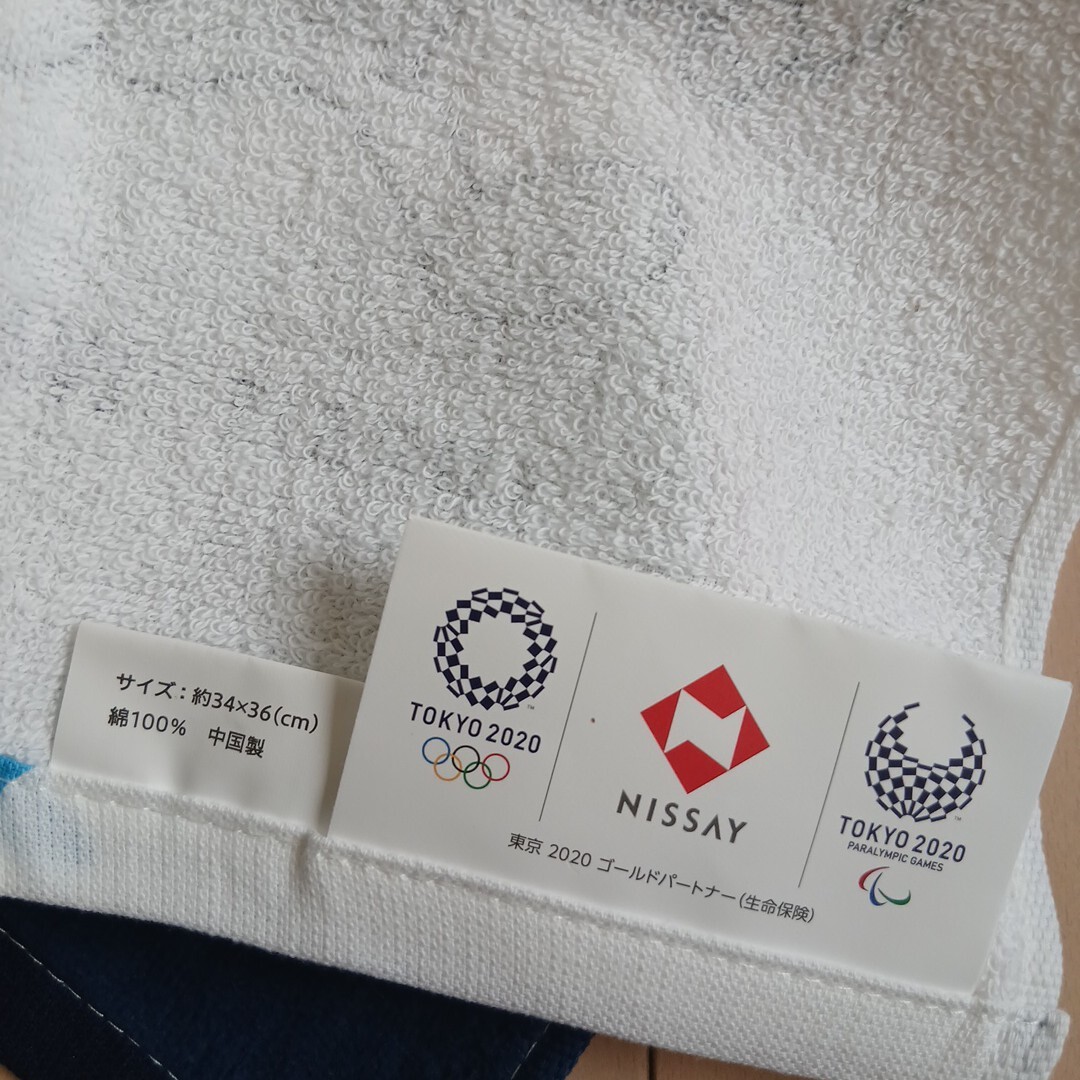 サイズ：約34×36(cm)
綿100%　中国製
TOKYO 2020
NISSAY
TOKYO 2020
PARALYMPIC GAMES
東京 2020 ゴールドパートナー（生命保険）